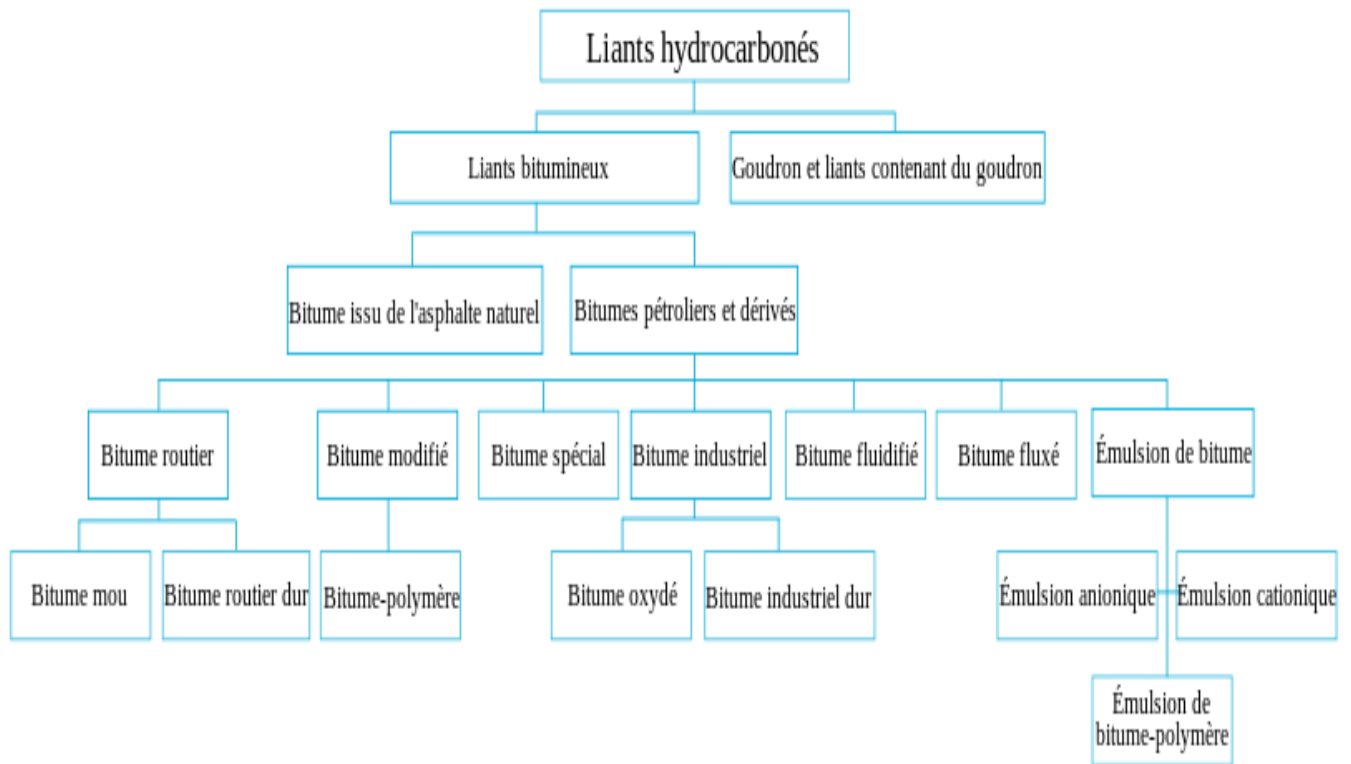 Liants hydrocarbonés
Liants bitumineux
Goudron et liants contenant du goudron
Bitume issu de l'asphalte naturel
Bitumes pétroliers et dérivés
Bitume routier
Bitume modifié
Bitume spécial
Bitume industriel
Bitume fluidifié
Bitume fluxé
Émulsion de bitume
Bitume mou
Bitume routier dur
Bitume-polymère
Bitume oxydé
Bitume industriel dur
Émulsion anionique
Émulsion cationique
Émulsion de
bitume-polymère